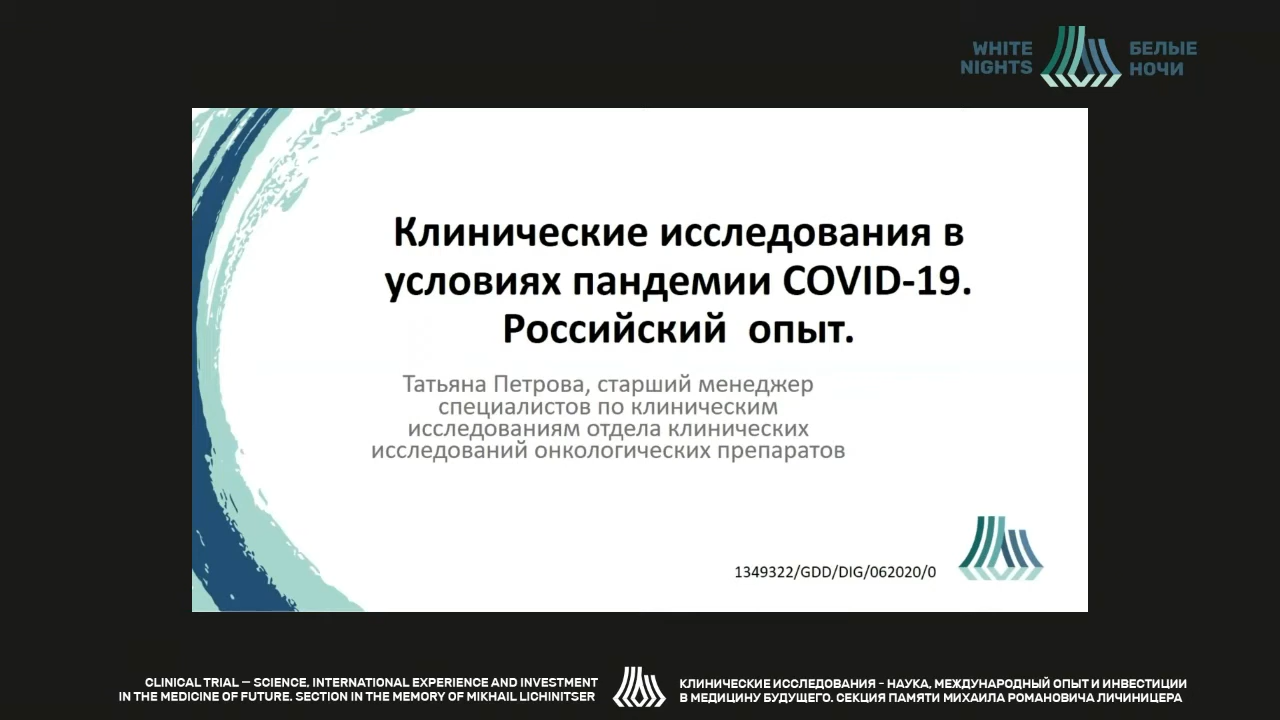 WHITE
NIGHTS
БЕЛЫЕ
НОЧИ
Клинические исследования в
условиях пандемии COVID-19.
Российский опыт.
Татьяна Петрова, старший менеджер
специалистов по клиническим
исследованиям отдела клинических
исследований онкологических препаратов
1349322/GDD/DIG/062020/0
CLINICAL TRIAL – SCIENCE, INTERNATIONAL EXPERIENCE AND INVESTMENT
IN THE MEDICINE OF FUTURE. SECTION IN THE MEMORY OF MIKHAIL LICHINITSER
КЛИНИЧЕСКИЕ ИССЛЕДОВАНИЯ - НАУКА, МЕЖДУНАРОДНЫЙ ОПЫТ И ИНВЕСТИЦИИ
В МЕДИЦИНУ БУДУЩЕГО. СЕКЦИЯ ПАМЯТИ МИХАИЛА РОМАНОВИЧА ЛИЧИНИЦЕРА